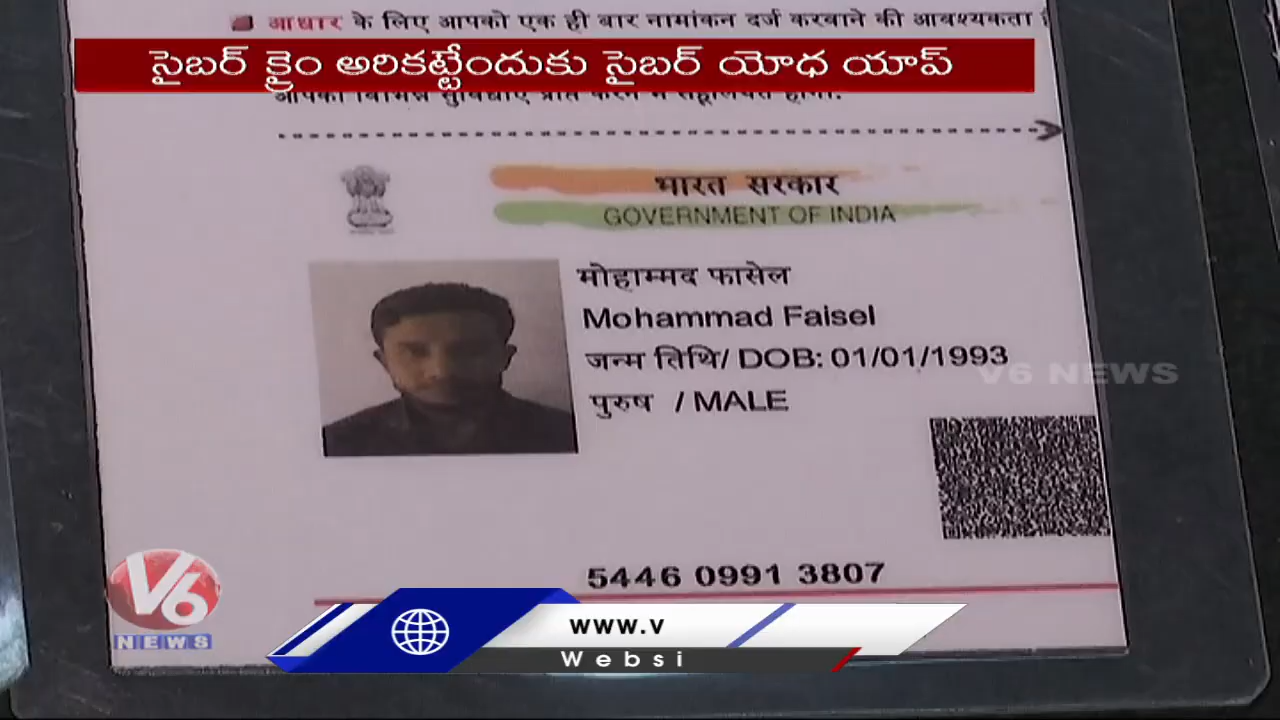 आधार के लिए आपको एक ही बार नामांकन दर्ज करवाने की आवश्यकता
సైబర్ క్రైం అరికట్టేందుకు సైబర్ యోధ యాప్
भारत सरकार
GOVERNMENT OF INDIA
मोहाम्मद फासेल
Mohammad Faisel
जन्म तिथि/ DOB: 01/01/1993
V6 NEWS
पुरुष / MALE
5446 0991 3807
V6
NEWS
www.v
Websi